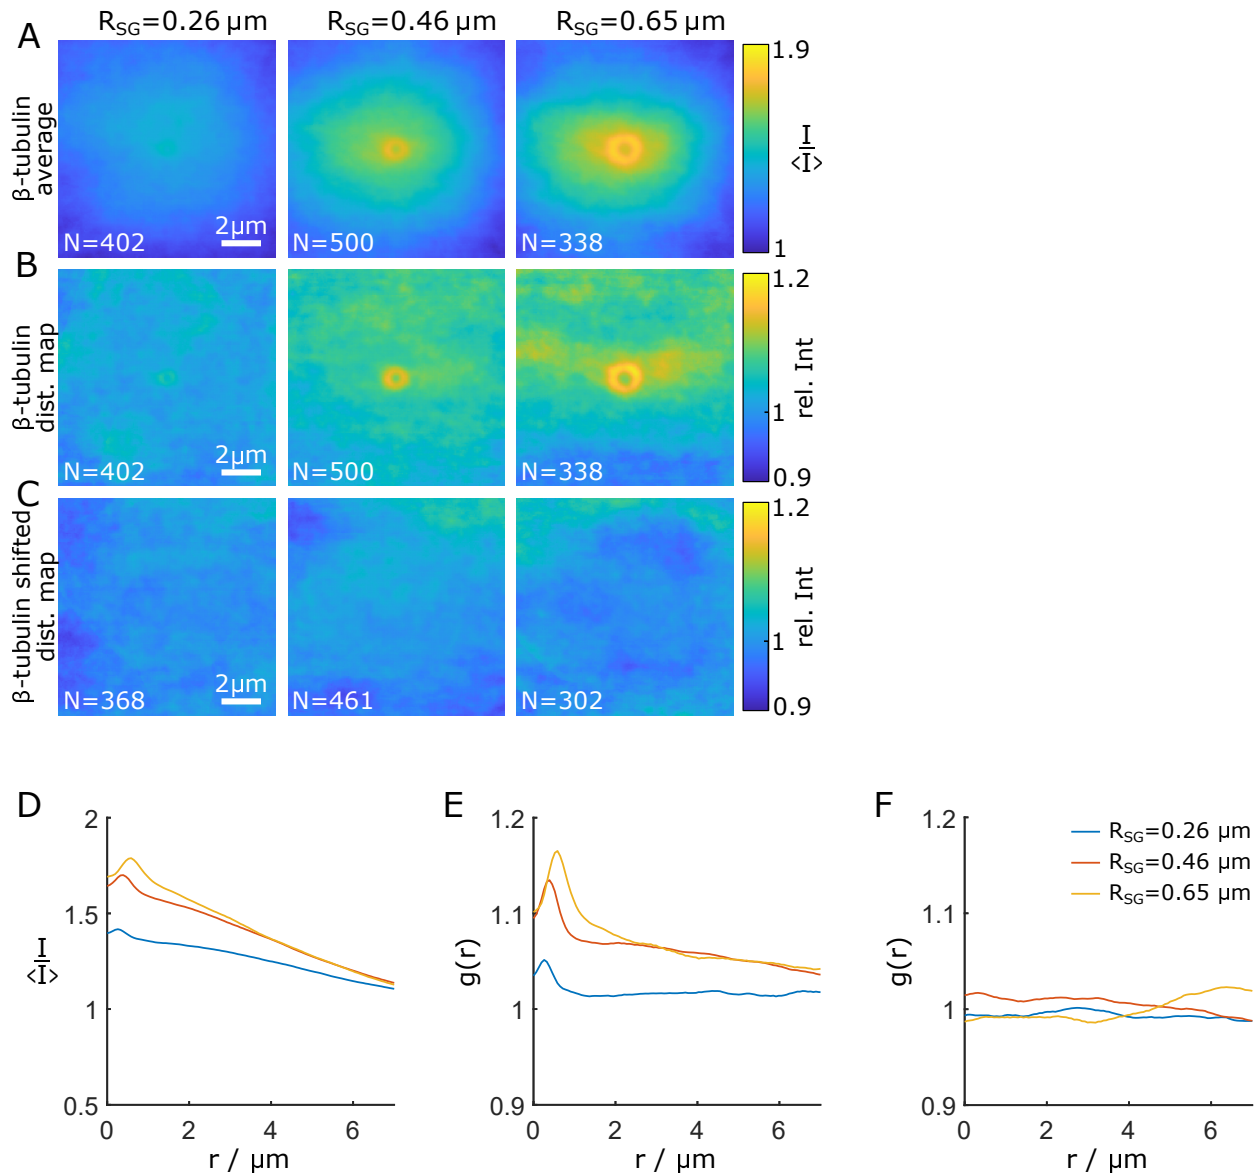 R_SG=0.26 μm R_SG=0.46 μm R_SG=0.65 μm
A
β-tubulin
average
N=402
2μm
N=500
N=338
1.9
1
I
<I>
B
β-tubulin
dist. map
N=402
2μm
N=500
N=338
1.2
1
0.9
rel. Int
C
β-tubulin shifted
dist. map
N=368
2μm
N=461
N=302
1.2
1
0.9
rel. Int
D
2
1.5
1
0.5
I
<I>
0 2 4 6
r / μm
E
1.2
1.1
1
0.9
g(r)
0 2 4 6
r / μm
F
1.2
1.1
1
0.9
g(r)
0 2 4 6
r / μm
R_SG=0.26 μm
R_SG=0.46 μm
R_SG=0.65 μm